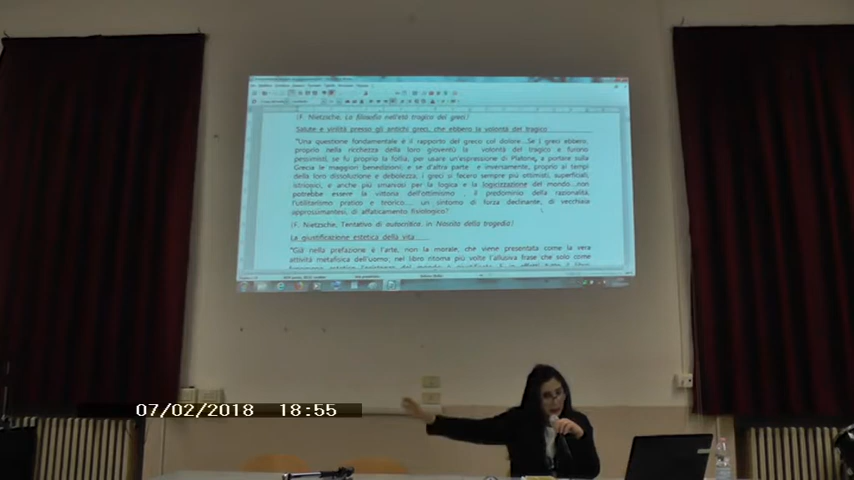 (F. Nietzsche, La filosofia nell'età tragica dei greci)
Salute e virilità presso gli antichi greci, che ebbero la volontà del tragico
"Una questione fondamentale è il rapporto del greco col dolore...Se i greci ebbero,
proprio nella ricchezza della loro gioventù la volontà del tragico e furono
pessimisti, se fu proprio la follia, per usare un'espressione di Platone, a portare sulla
Grecia le maggiori benedizioni; e se d'altra parte e inversamente, proprio ai tempi
della loro dissoluzione e debolezza, i greci si fecero sempre più ottimisti, superficiali,
istrionici, e anche più smaniosi per la logica e la logicizzazione del mondo...non
potrebbe essere la vittoria dell'ottimismo , il predominio della razionalità,
l'utilitarismo pratico e teorico.... un sintomo di forza declinante, di vecchiaia
approssimantesi, di affaticamento fisiologico?
(F. Nietzsche, Tentativo di autocritica, in Nascita della tragedia)
La giustificazione estetica della vita
"Già nella prefazione è l'arte, non la morale, che viene presentata come la vera
attività metafisica dell'uomo; nel libro ritorna più volte l'allusiva frase che solo come
07/02/2018 18:55